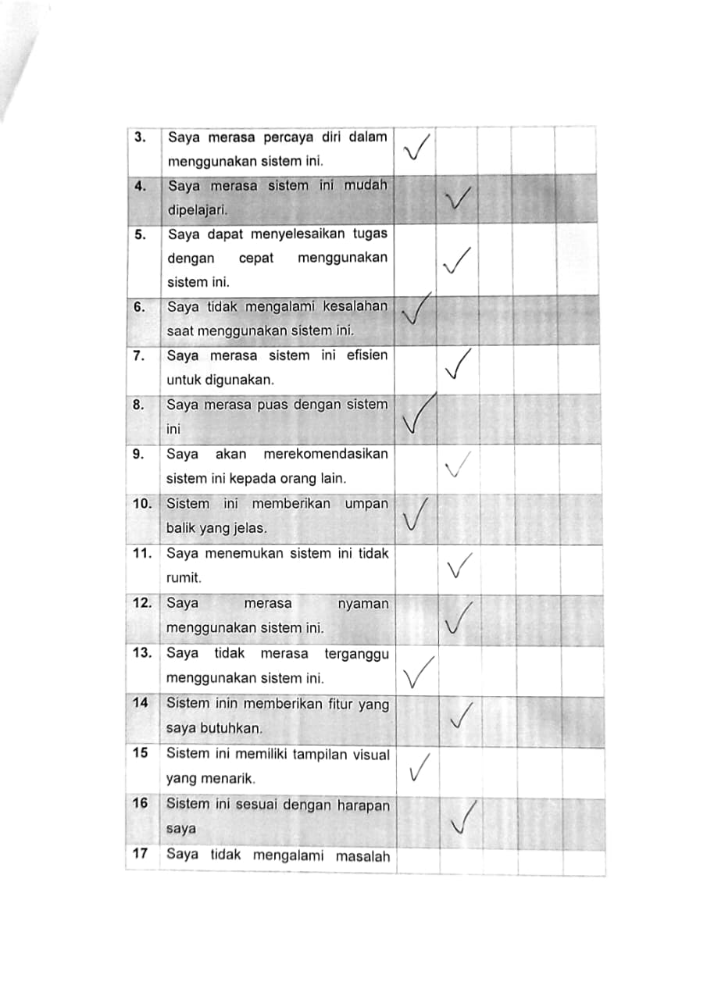 3. Saya merasa percaya diri dalam ✓
menggunakan sistem ini.
4. Saya merasa sistem ini mudah ✓
dipelajari.
5. Saya dapat menyelesaikan tugas
dengan cepat menggunakan ✓
sistem ini.
6. Saya tidak mengalami kesalahan ✓
saat menggunakan sistem ini.
7. Saya merasa sistem ini efisien ✓
untuk digunakan.
8. Saya merasa puas dengan sistem ✓
ini
9. Saya akan merekomendasikan ✓
sistem ini kepada orang lain.
10. Sistem ini memberikan umpan ✓
balik yang jelas.
11. Saya menemukan sistem ini tidak ✓
rumit.
12. Saya merasa nyaman ✓
menggunakan sistem ini.
13. Saya tidak merasa terganggu ✓
menggunakan sistem ini.
14 Sistem inin memberikan fitur yang ✓
saya butuhkan.
15 Sistem ini memiliki tampilan visual ✓
yang menarik.
16 Sistem ini sesuai dengan harapan ✓
saya
17 Saya tidak mengalami masalah